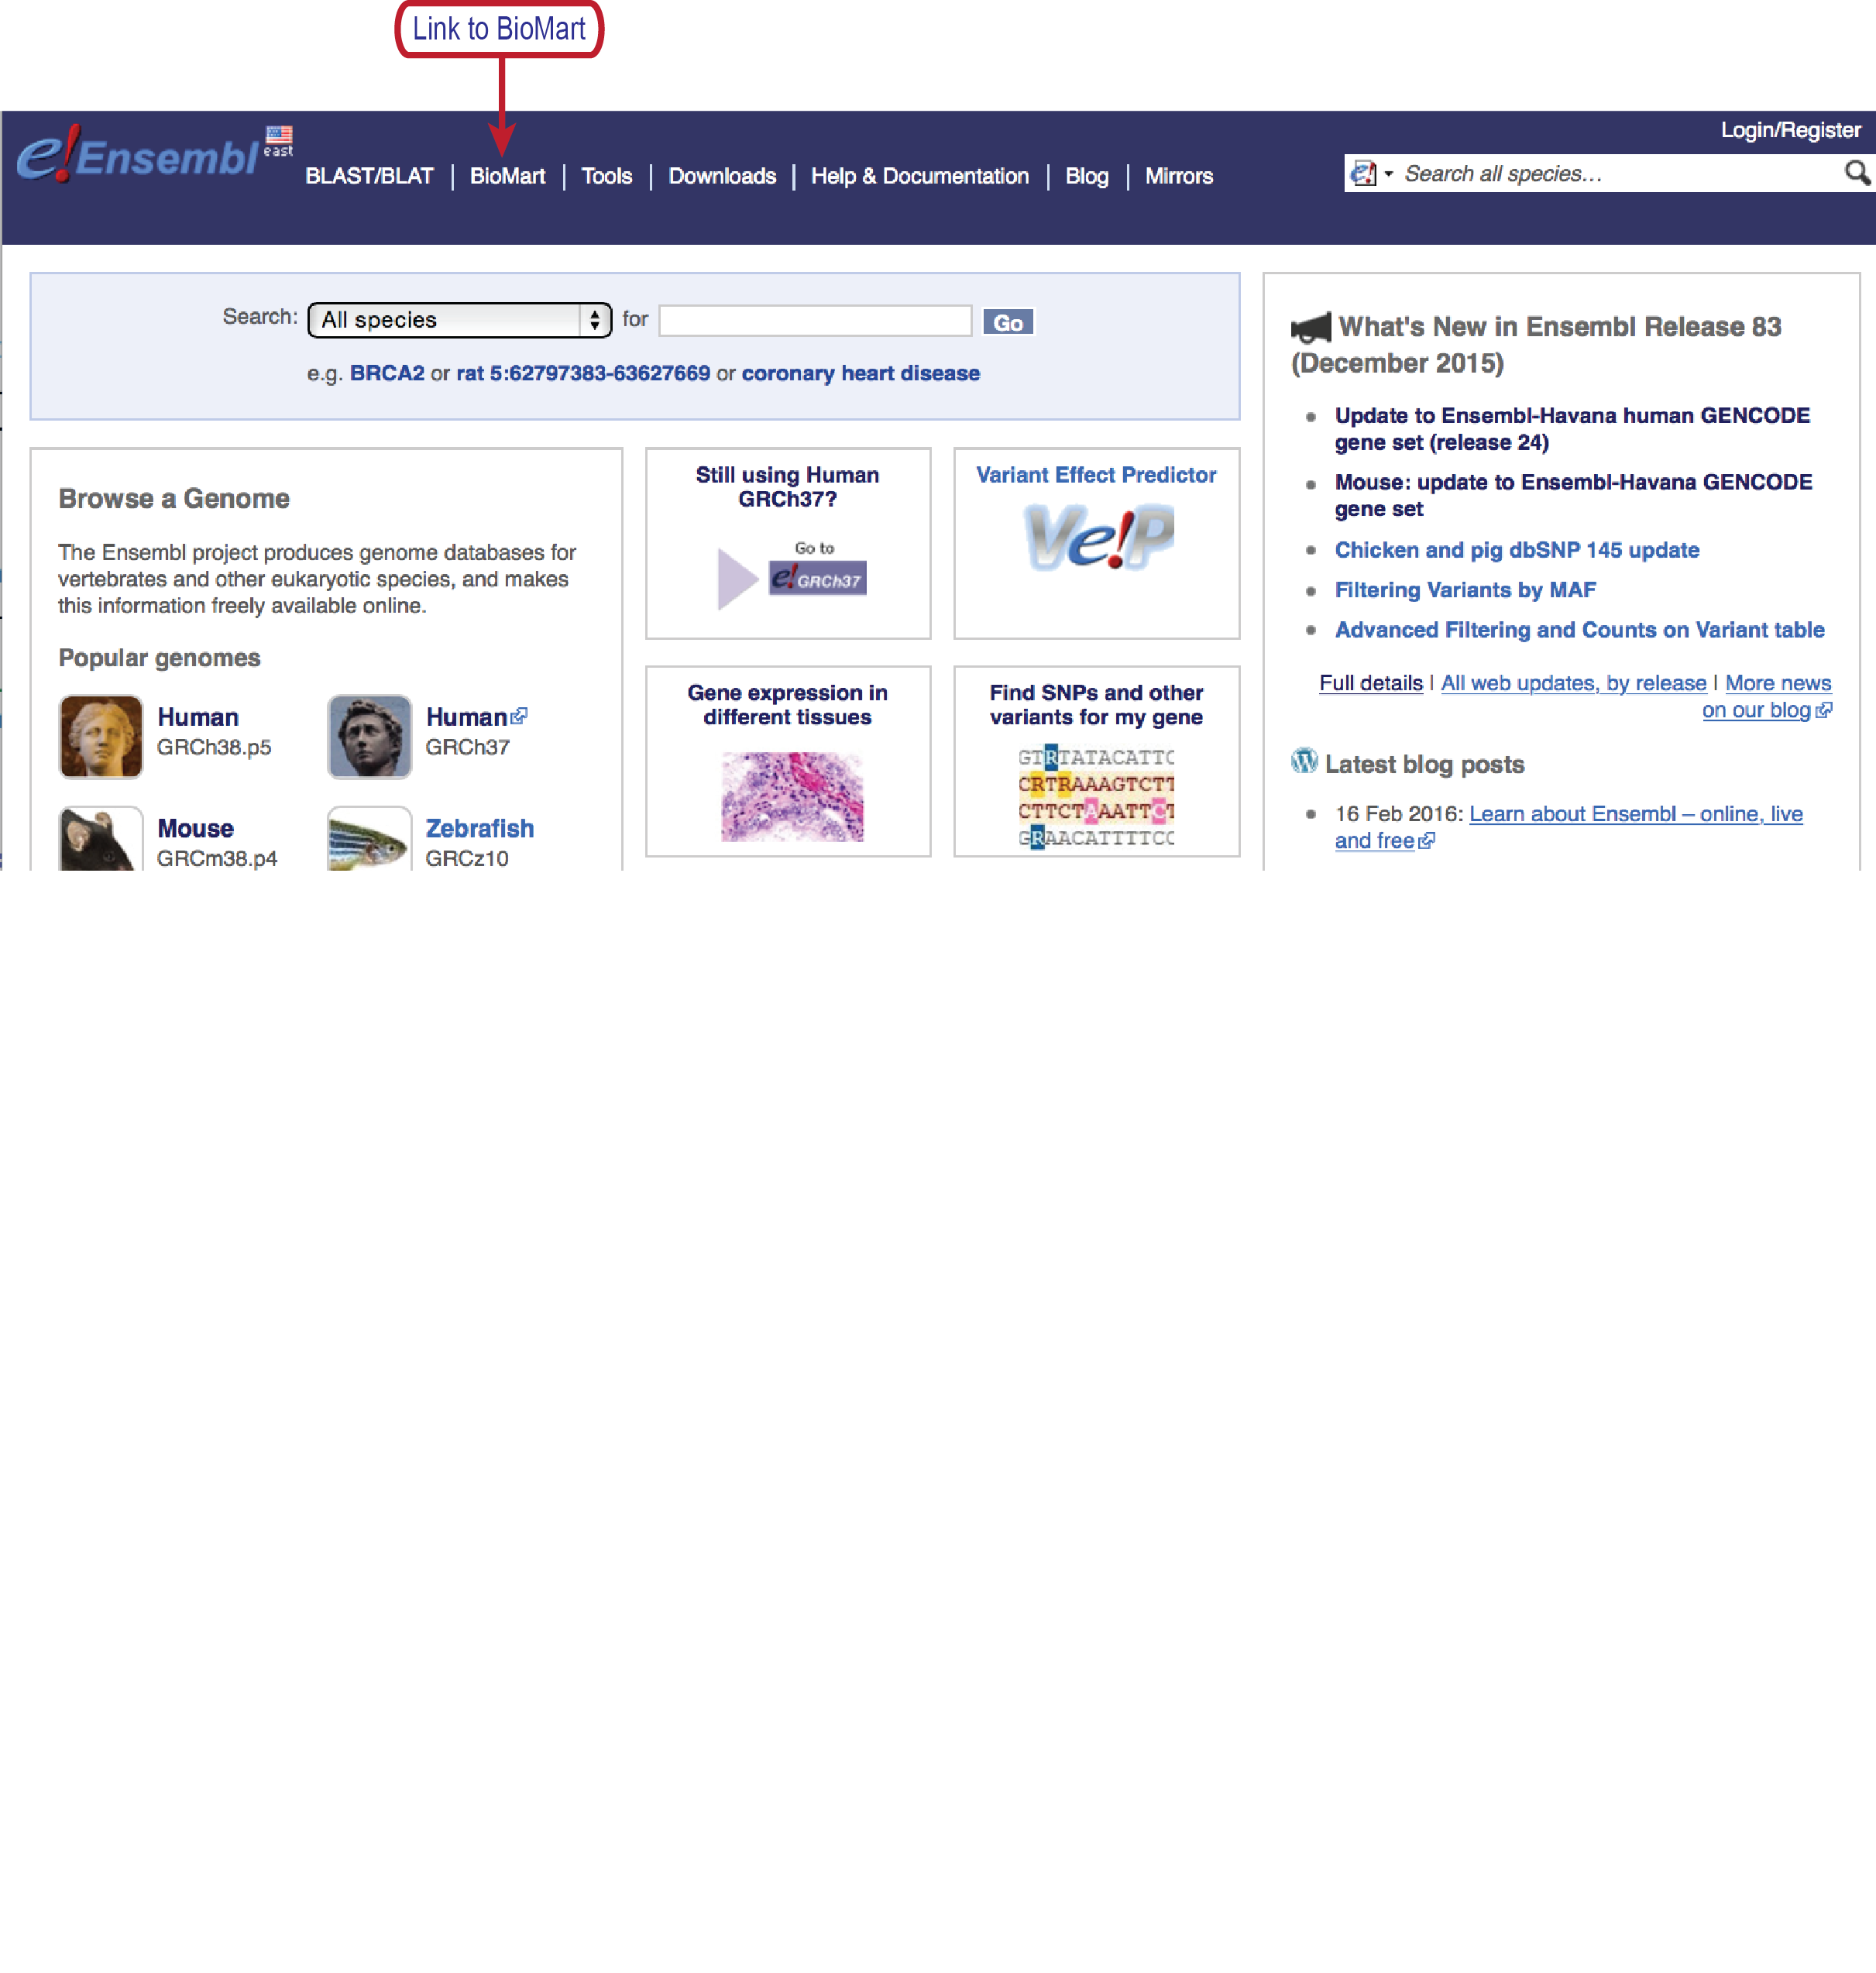 Link to BioMart
e!Ensembl east
Login/Register
BLAST/BLAT | BioMart | Tools | Downloads | Help & Documentation | Blog | Mirrors
e! Search all species...
Search: All species for Go
e.g. BRCA2 or rat 5:62797383-63627669 or coronary heart disease
Browse a Genome
The Ensembl project produces genome databases for
vertebrates and other eukaryotic species, and makes
this information freely available online.
Popular genomes
Human
GRCh38.p5
Human
GRCh37
Mouse
GRCm38.p4
Zebrafish
GRCz10
Still using Human
GRCh37?
Go to
e! GRCh37
Variant Effect Predictor
Ve!P
Gene expression in
different tissues
Find SNPs and other
variants for my gene
GTRTATACATTC
CRTRAAAGTCTT
CTTCTAAATTCT
GRAACATTTTCC
What's New in Ensembl Release 83
(December 2015)
Update to Ensembl-Havana human GENCODE
gene set (release 24)
Mouse: update to Ensembl-Havana GENCODE
gene set
Chicken and pig dbSNP 145 update
Filtering Variants by MAF
Advanced Filtering and Counts on Variant table
Full details | All web updates, by release | More news
on our blog
Latest blog posts
16 Feb 2016: Learn about Ensembl – online, live
and free